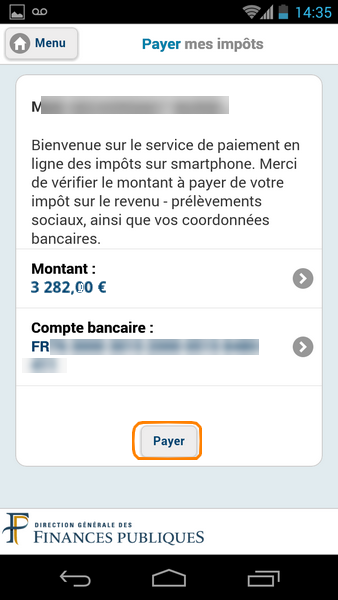 14:35
Menu
Payer mes impôts
Bienvenue sur le service de paiement en
ligne des impôts sur smartphone. Merci
de vérifier le montant à payer de votre
impôt sur le revenu - prélèvements
sociaux, ainsi que vos coordonnées
bancaires.
Montant :
3 282,00 €
Compte bancaire :
FR
Payer
DIRECTION GÉNÉRALE DES
FINANCES PUBLIQUES